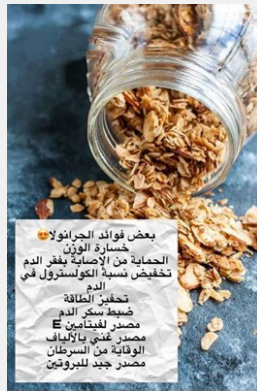 بعض فوائد الجرانولا😍
خسارة الوزن
الحماية من الإصابة بفقر الدم
تخفيض نسبة الكولسترول في
الدم
تحفيز الطاقة
ضبط سكر الدم
مصدر لفيتامين E
مصدر غني بالألياف
الوقاية من السرطان
مصدر جيد للبروتين